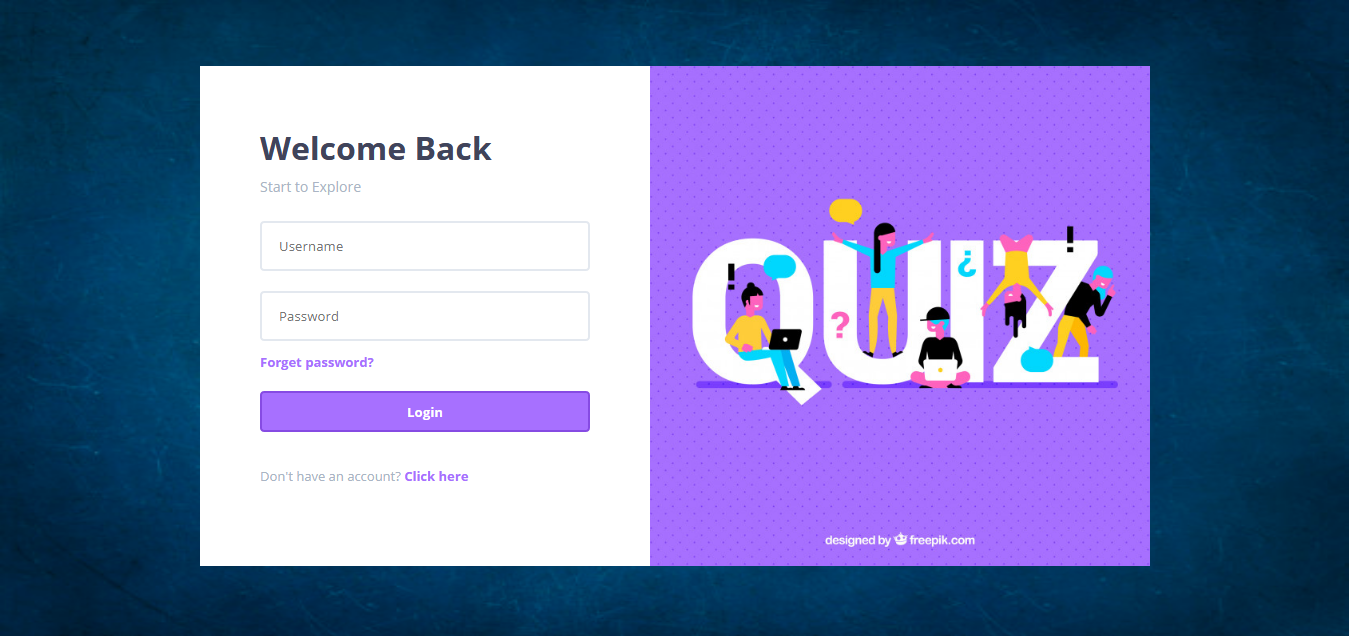 Welcome Back
Start to Explore
Username
Password
Forget password?
Login
Don't have an account? Click here
QUIZ
! ? ¿ !
designed by freepik.com